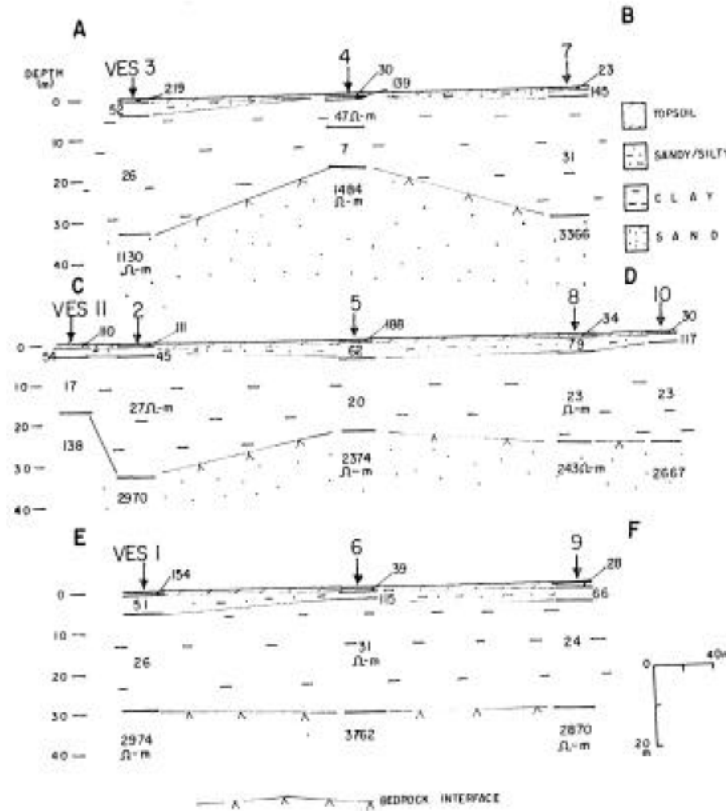 A B
VES 3 4 7
DEPTH (m)
219 30 139 23 145
0
47Ω-m
10
7
26 31
20
1484 Ω-m
30
3366
1130 Ω-m
40
TOPSOIL
SANDY/SILTY
CLAY
SAND
C D
VES 11 2 5 8 10
110 111 188 34 30
0
54 45 62 79 117
10
17 27Ω-m 20 23 Ω-m 23
20
138
2374 Ω-m
30
2970 243Ω-m 2667
40
E F
VES 1 6 9
154 39 28
0
51 115 66
10
26 31 Ω-m 24
20
30
2974 Ω-m 3762 2870 Ω-m
40
0
20 m
BEDROCK INTERFACE